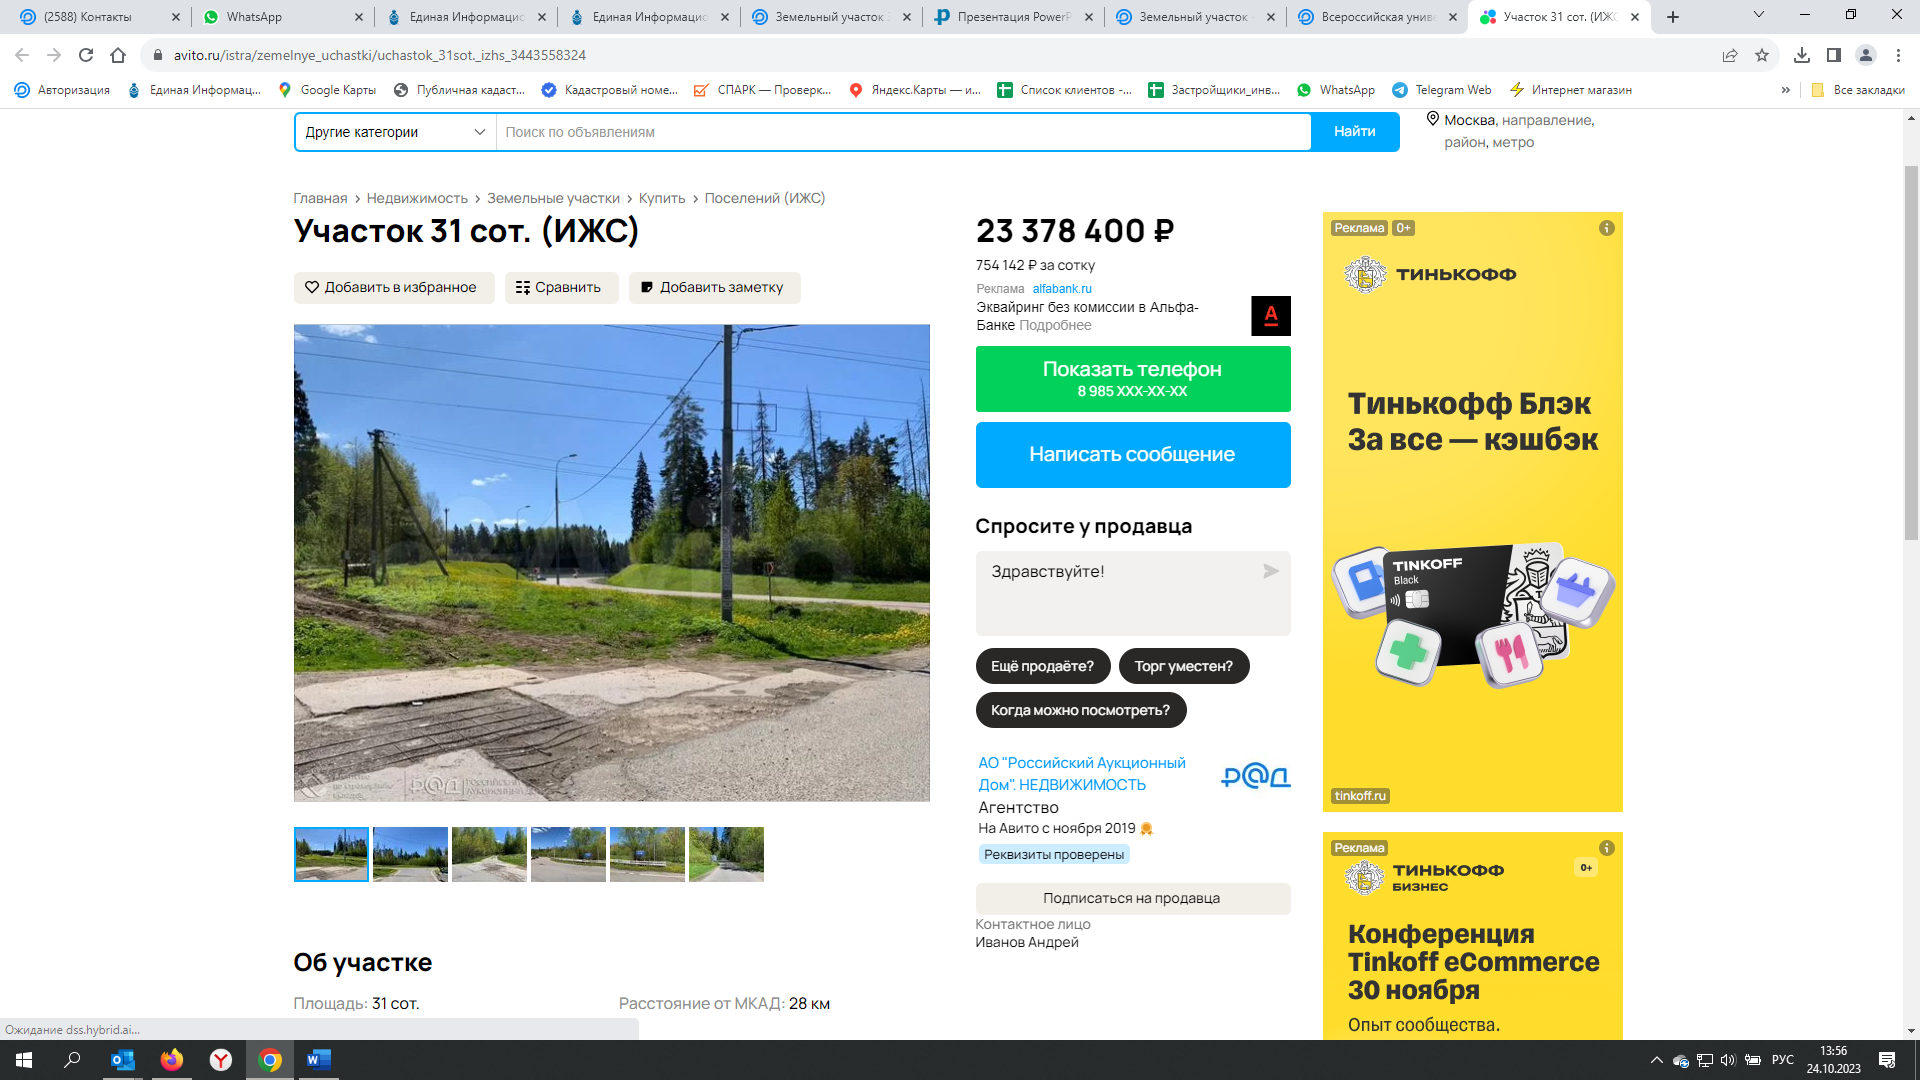 (2588) Контакты
WhatsApp
Единая Информацио
Единая Информацио
Земельный участок
Презентация PowerP
Земельный участок
Всероссийская униве
Участок 31 сот. (ИЖС
avito.ru/istra/zemelnye_uchastki/uchastok_31sot._izhs_3443558324
Авторизация
Единая Информац...
Google Карты
Публичная кадаст...
Кадастровый номе...
СПАРК — Проверк...
Яндекс.Карты — и...
Список клиентов -...
Застройщики_инв...
WhatsApp
Telegram Web
Интернет магазин
»
Все закладки
Другие категории
Поиск по объявлениям
Найти
Москва, направление,
район, метро
Главная > Недвижимость > Земельные участки > Купить > Поселений (ИЖС)
Участок 31 сот. (ИЖС)
Добавить в избранное
Сравнить
Добавить заметку
23 378 400 ₽
754 142 ₽ за сотку
Реклама alfabank.ru
Эквайринг без комиссии в Альфа-
Банке Подробнее
Показать телефон
8 985 XXX-XX-XX
Написать сообщение
Спросите у продавца
Здравствуйте!
Ещё продаёте?
Торг уместен?
Когда можно посмотреть?
АО "Российский Аукционный
Дом". НЕДВИЖИМОСТЬ
р@д
Агентство
На Авито с ноября 2019
Реквизиты проверены
Подписаться на продавца
Контактное лицо
Иванов Андрей
Об участке
Площадь: 31 сот.
Расстояние от МКАД: 28 км
Реклама 0+
ТИНЬКОФФ
Тинькофф Блэк
За все — кэшбэк
TINKOFF
Black
tinkoff.ru
Реклама
ТИНЬКОФФ
БИЗНЕС
0+
Конференция
Tinkoff eCommerce
30 ноября
Опыт сообщества.
Ожидание dss.hybrid.ai...
РУС
13:56
24.10.2023